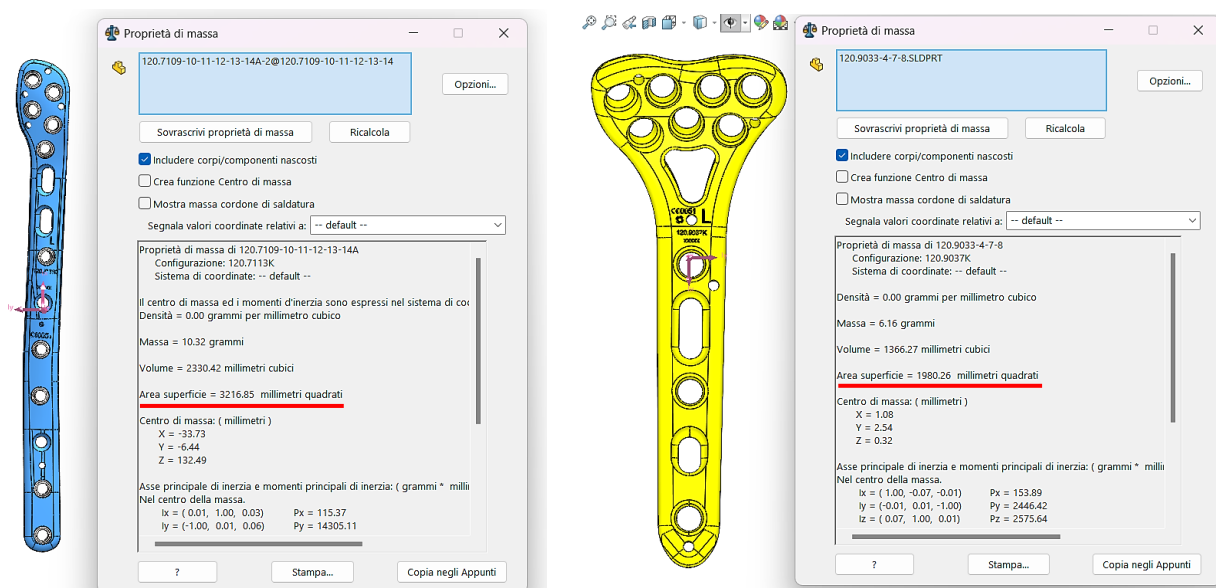 Proprietà di massa
120.7109-10-11-12-13-14A-2@120.7109-10-11-12-13-14
Opzioni...
Sovrascrivi proprietà di massa
Ricalcola
Includere corpi/componenti nascosti
Crea funzione Centro di massa
Mostra massa cordone di saldatura
Segnala valori coordinate relativi a:
-- default --
Proprietà di massa di 120.7109-10-11-12-13-14A
Configurazione: 120.7113K
Sistema di coordinate: -- default --
Il centro di massa ed i momenti d'inerzia sono espressi nel sistema di coo
Densità = 0.00 grammi per millimetro cubico
Massa = 10.32 grammi
Volume = 2330.42 millimetri cubici
Area superficie = 3216.85 millimetri quadrati
Centro di massa: ( millimetri )
X = -33.73
Y = -6.44
Z = 132.49
Asse principale di inerzia e momenti principali di inerzia: ( grammi * milli
Nel centro della massa.
Ix = ( 0.01, 1.00, 0.03) Px = 115.37
Iy = (-1.00, 0.01, 0.06) Py = 14305.11
?
Stampa...
Copia negli Appunti
L
L
120.9037K
Proprietà di massa
120.9033-4-7-8.SLDPRT
Opzioni...
Sovrascrivi proprietà di massa
Ricalcola
Includere corpi/componenti nascosti
Crea funzione Centro di massa
Mostra massa cordone di saldatura
Segnala valori coordinate relativi a:
-- default --
Proprietà di massa di 120.9033-4-7-8
Configurazione: 120.9037K
Sistema di coordinate: -- default --
Densità = 0.00 grammi per millimetro cubico
Massa = 6.16 grammi
Volume = 1366.27 millimetri cubici
Area superficie = 1980.26 millimetri quadrati
Centro di massa: ( millimetri )
X = 1.08
Y = 2.54
Z = 0.32
Asse principale di inerzia e momenti principali di inerzia: ( grammi * milli
Nel centro della massa.
Ix = ( 1.00, -0.07, -0.01) Px = 153.89
Iy = (-0.01, 0.01, -1.00) Py = 2446.42
Iz = ( 0.07, 1.00, 0.01) Pz = 2575.64
?
Stampa...
Copia negli Appunti